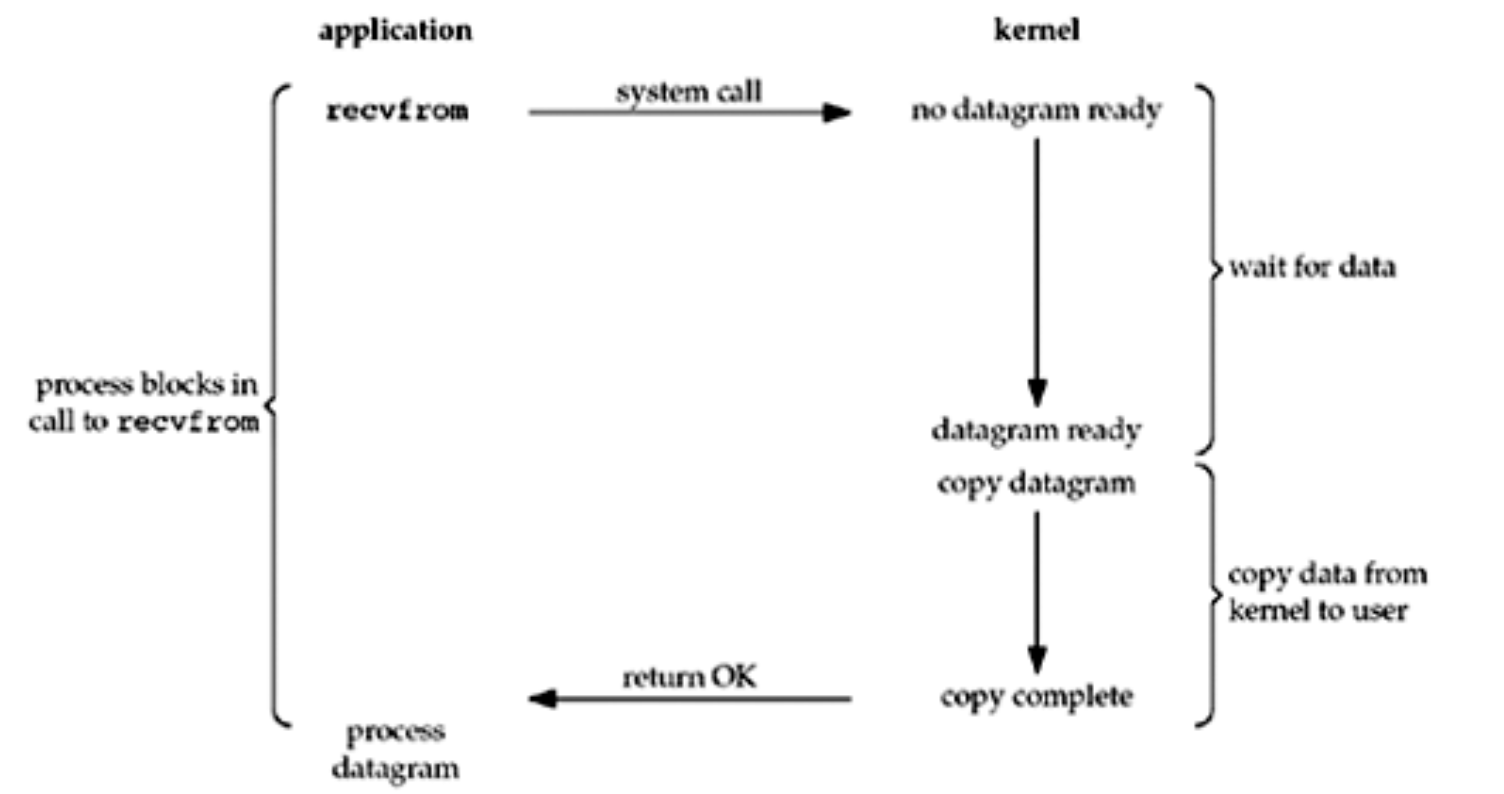 application
kernel
recvfrom
system call
no datagram ready
wait for data
process blocks in
call to recvfrom
datagram ready
copy datagram
copy data from
kernel to user
return OK
copy complete
process
datagram